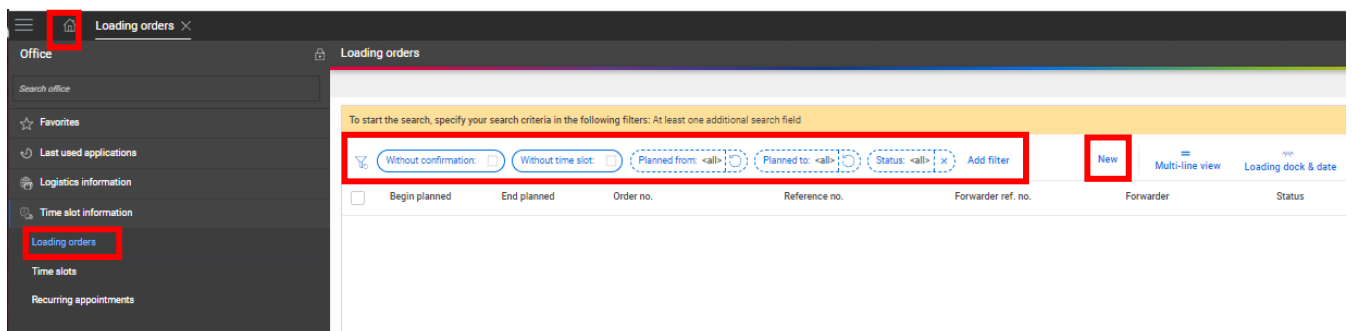 Loading orders
Office
Loading orders
Search office
Favorites
To start the search, specify your search criteria in the following filters: At least one additional search field
Last used applications
Without confirmation: Without time slot: Planned from: <all> Planned to: <all> Status: <all> Add filter New Multi-line view Loading dock & date
Logistics information
Begin planned End planned Order no. Reference no. Forwarder ref. no. Forwarder Status
Time slot information
Loading orders
Time slots
Recurring appointments